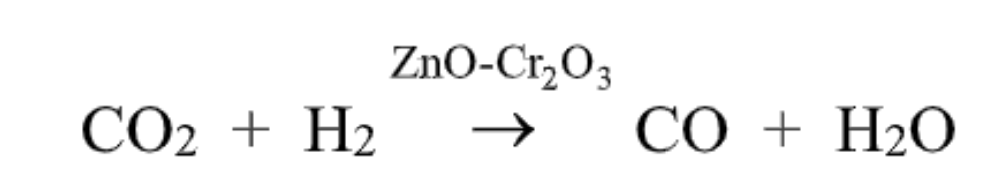 ZnO-Cr₂O₃
CO₂ + H₂ → CO + H₂O